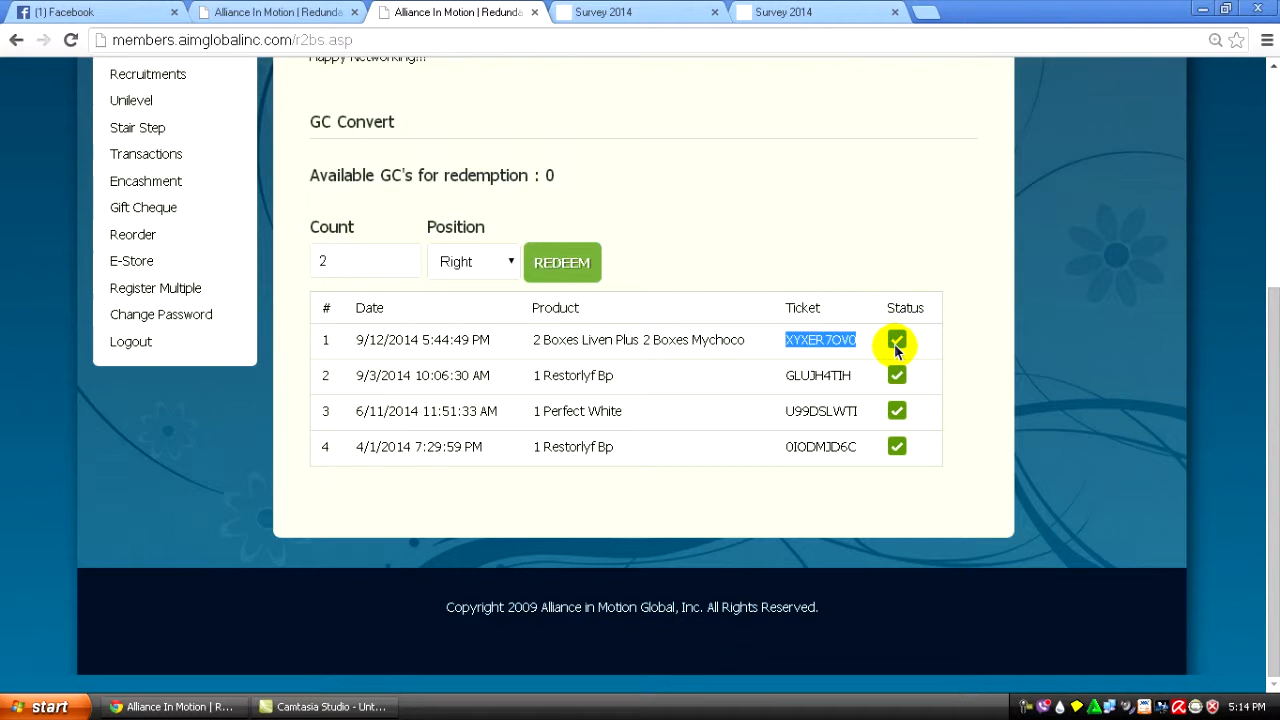 (1) Facebook
Alliance In Motion | Redunda
Alliance In Motion | Redunda
Survey 2014
Survey 2014
members.aimglobalinc.com/r2bs.asp
Happy Networking!!!
Recruitments
Unilevel
Stair Step
Transactions
Encashment
Gift Cheque
Reorder
E-Store
Register Multiple
Change Password
Logout
GC Convert
Available GC's for redemption : 0
Count Position
2 Right REDEEM
# Date Product Ticket Status
1 9/12/2014 5:44:49 PM 2 Boxes Liven Plus 2 Boxes Mychoco XYXER7OV0
2 9/3/2014 10:06:30 AM 1 Restorlyf Bp GLUJH4TIH
3 6/11/2014 11:51:33 AM 1 Perfect White U99DSLWTI
4 4/1/2014 7:29:59 PM 1 Restorlyf Bp 0IODMJD6C
Copyright 2009 Alliance in Motion Global, Inc. All Rights Reserved.
start
Alliance In Motion | R...
Camtasia Studio - Unt...
5:14 PM